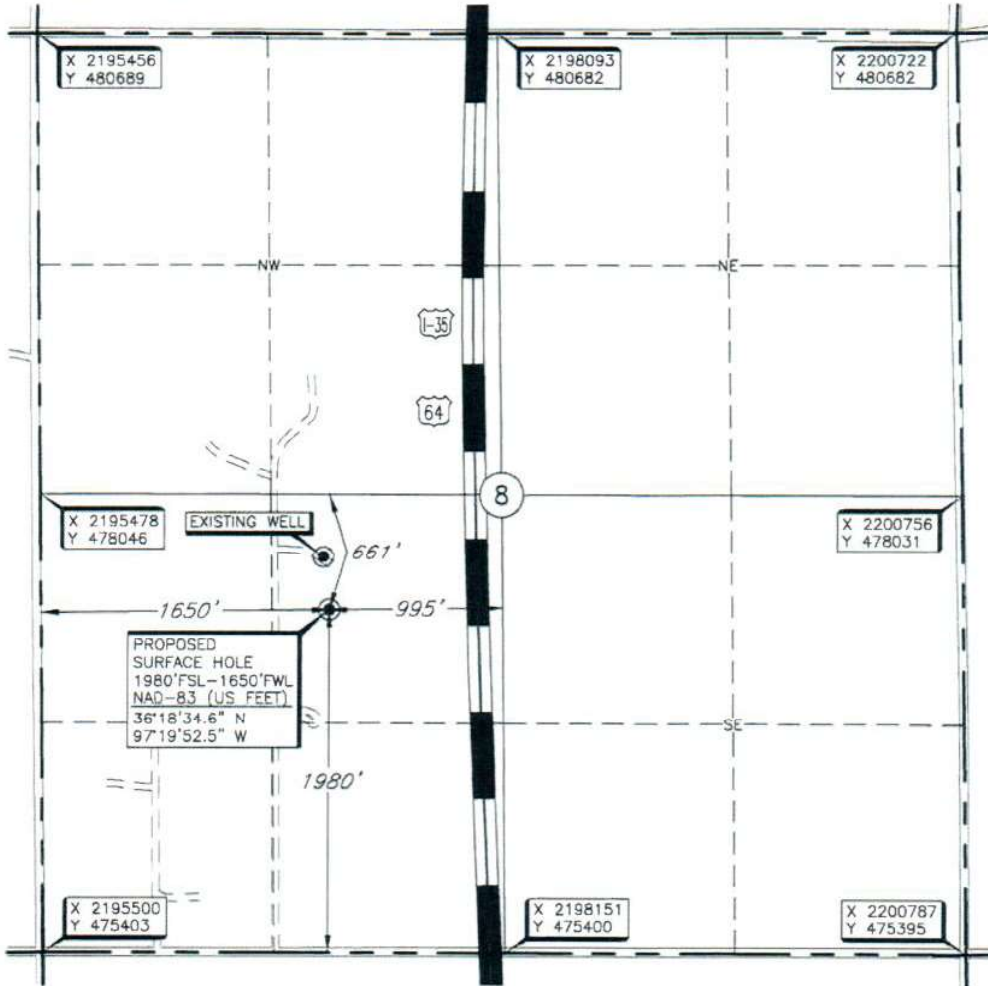 X 2195456
Y 480689
X 2198093
Y 480682
X 2200722
Y 480682
NW
NE
I-35
64
8
X 2195478
Y 478046
EXISTING WELL
X 2200756
Y 478031
661'
1650'
995'
PROPOSED
SURFACE HOLE
1980'FSL-1650'FWL
NAD-83 (US FEET)
36°18'34.6" N
97°19'52.5" W
SE
1980'
X 2195500
Y 475403
X 2198151
Y 475400
X 2200787
Y 475395